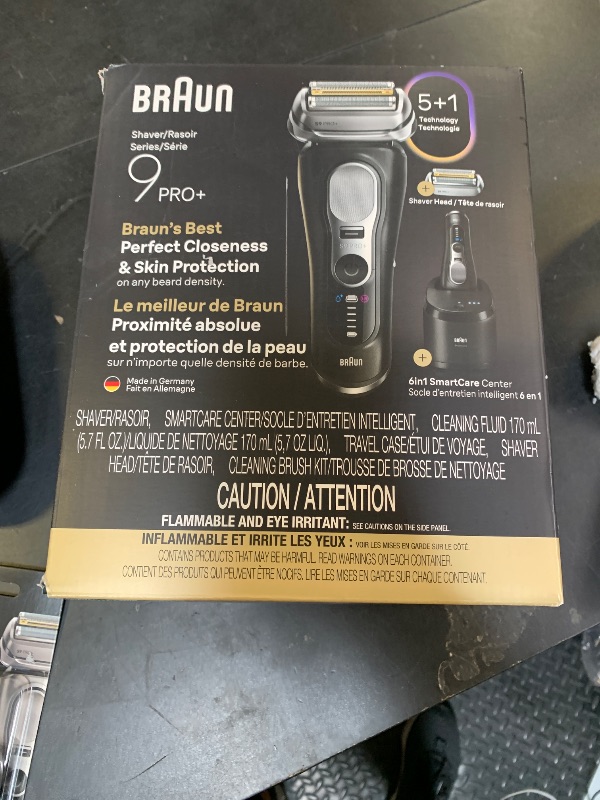 BRAUN
5+1
Technology
Technologie
Shaver/Rasoir
Series/Série
9 PRO+
Shaver Head / Tête de rasoir
Braun's Best
Perfect Closeness
& Skin Protection
on any beard density.
Le meilleur de Braun
Proximité absolue
et protection de la peau
sur n'importe quelle densité de barbe.
BRAUN
6in1 SmartCare Center
Socle d'entretien intelligent 6 en 1
Made in Germany
Fait en Allemagne
SHAVER/RASOIR, SMARTCARE CENTER/SOCLE D'ENTRETIEN INTELLIGENT, CLEANING FLUID 170 mL
(5.7 FL OZ.)/LIQUIDE DE NETTOYAGE 170 mL (5,7 OZ LIQ.), TRAVEL CASE/ÉTUI DE VOYAGE, SHAVER
HEAD/TÊTE DE RASOIR, CLEANING BRUSH KIT/TROUSSE DE BROSSE DE NETTOYAGE
CAUTION / ATTENTION
FLAMMABLE AND EYE IRRITANT: SEE CAUTIONS ON THE SIDE PANEL.
INFLAMMABLE ET IRRITE LES YEUX : VOIR LES MISES EN GARDE SUR LE CÔTÉ.
CONTAINS PRODUCTS THAT MAY BE HARMFUL. READ WARNINGS ON EACH CONTAINER.
CONTIENT DES PRODUITS QUI PEUVENT ÊTRE NOCIFS. LIRE LES MISES EN GARDE SUR CHAQUE CONTENANT.